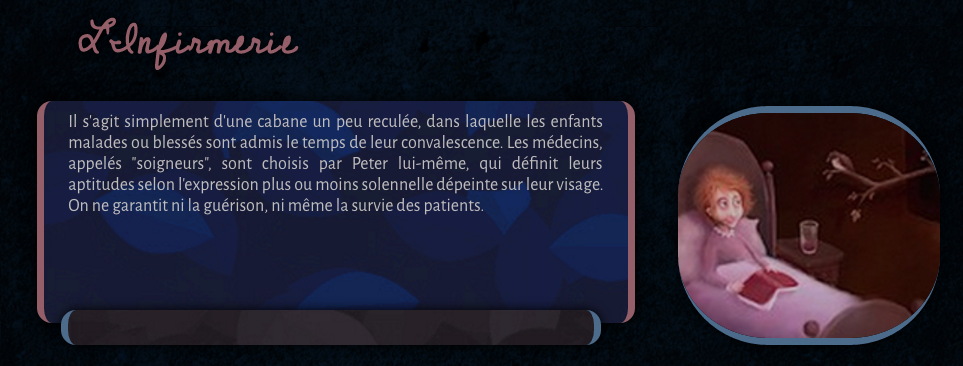 L'Infirmerie
Il s'agit simplement d'une cabane un peu reculée, dans laquelle les enfants
malades ou blessés sont admis le temps de leur convalescence. Les médecins,
appelés "soigneurs", sont choisis par Peter lui-même, qui définit leurs
aptitudes selon l'expression plus ou moins solennelle dépeinte sur leur visage.
On ne garantit ni la guérison, ni même la survie des patients.